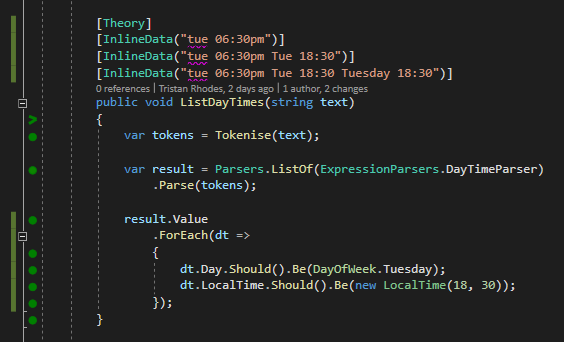 [Theory]
[InlineData("tue 06:30pm")]
[InlineData("tue 06:30pm Tue 18:30")]
[InlineData("tue 06:30pm Tue 18:30 Tuesday 18:30")]
0 references | Tristan Rhodes, 2 days ago | 1 author, 2 changes
public void ListDayTimes(string text)
{
var tokens = Tokenise(text);
var result = Parsers.ListOf(ExpressionParsers.DayTimeParser)
.Parse(tokens);
result.Value
.ForEach(dt =>
{
dt.Day.Should().Be(DayOfWeek.Tuesday);
dt.LocalTime.Should().Be(new LocalTime(18, 30));
});
}